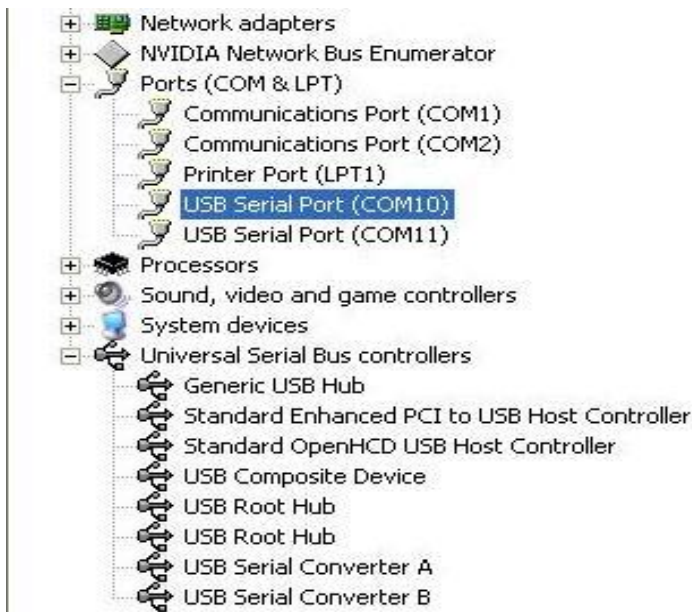 Network adapters
NVIDIA Network Bus Enumerator
Ports (COM & LPT)
Communications Port (COM1)
Communications Port (COM2)
Printer Port (LPT1)
USB Serial Port (COM10)
USB Serial Port (COM11)
Processors
Sound, video and game controllers
System devices
Universal Serial Bus controllers
Generic USB Hub
Standard Enhanced PCI to USB Host Controller
Standard OpenHCD USB Host Controller
USB Composite Device
USB Root Hub
USB Root Hub
USB Serial Converter A
USB Serial Converter B